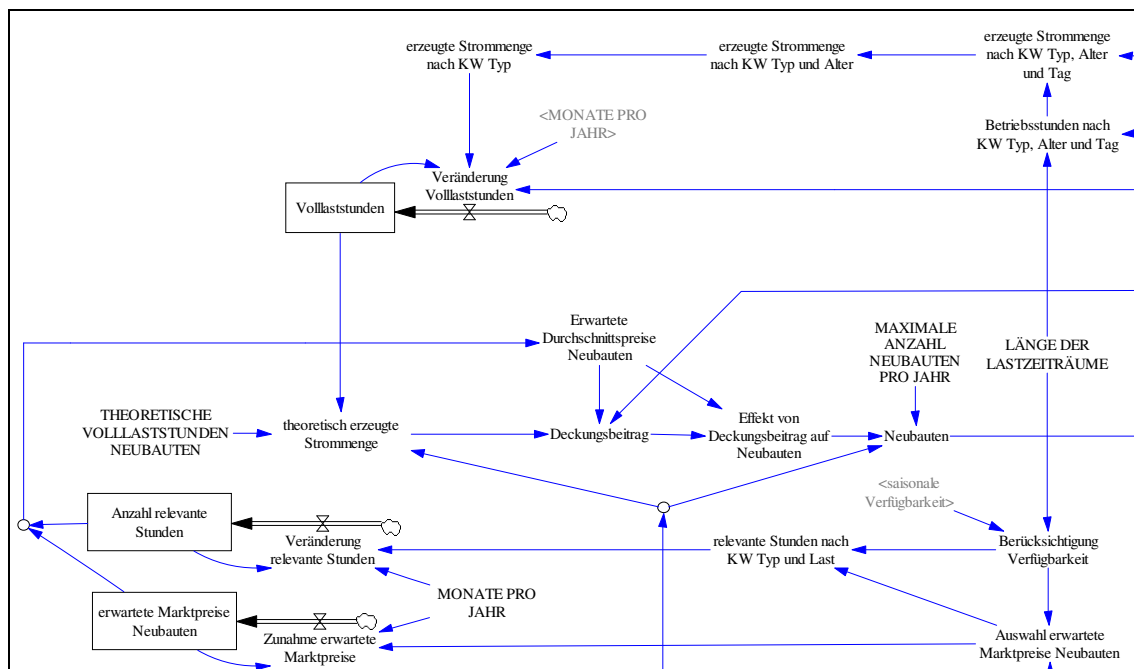 erzeugte Strommenge
nach KW Typ
erzeugte Strommenge
nach KW Typ und Alter
erzeugte Strommenge
nach KW Typ, Alter
und Tag
<MONATE PRO
JAHR>
Betriebsstunden nach
KW Typ, Alter und Tag
Veränderung
Volllaststunden
Volllaststunden
Erwartete
Durchschnittspreise
Neubauten
MAXIMALE
ANZAHL
NEUBAUTEN
PRO JAHR
LÄNGE DER
LASTZEITRÄUME
THEORETISCHE
VOLLLASTSTUNDEN
NEUBAUTEN
theoretisch erzeugte
Strommenge
Deckungsbeitrag
Effekt von
Deckungsbeitrag auf
Neubauten
Neubauten
<saisonale
Verfügbarkeit>
Anzahl relevante
Stunden
Veränderung
relevante Stunden
relevante Stunden nach
KW Typ und Last
Berücksichtigung
Verfügbarkeit
MONATE PRO
JAHR
erwartete Marktpreise
Neubauten
Zunahme erwartete
Marktpreise
Auswahl erwartete
Marktpreise Neubauten